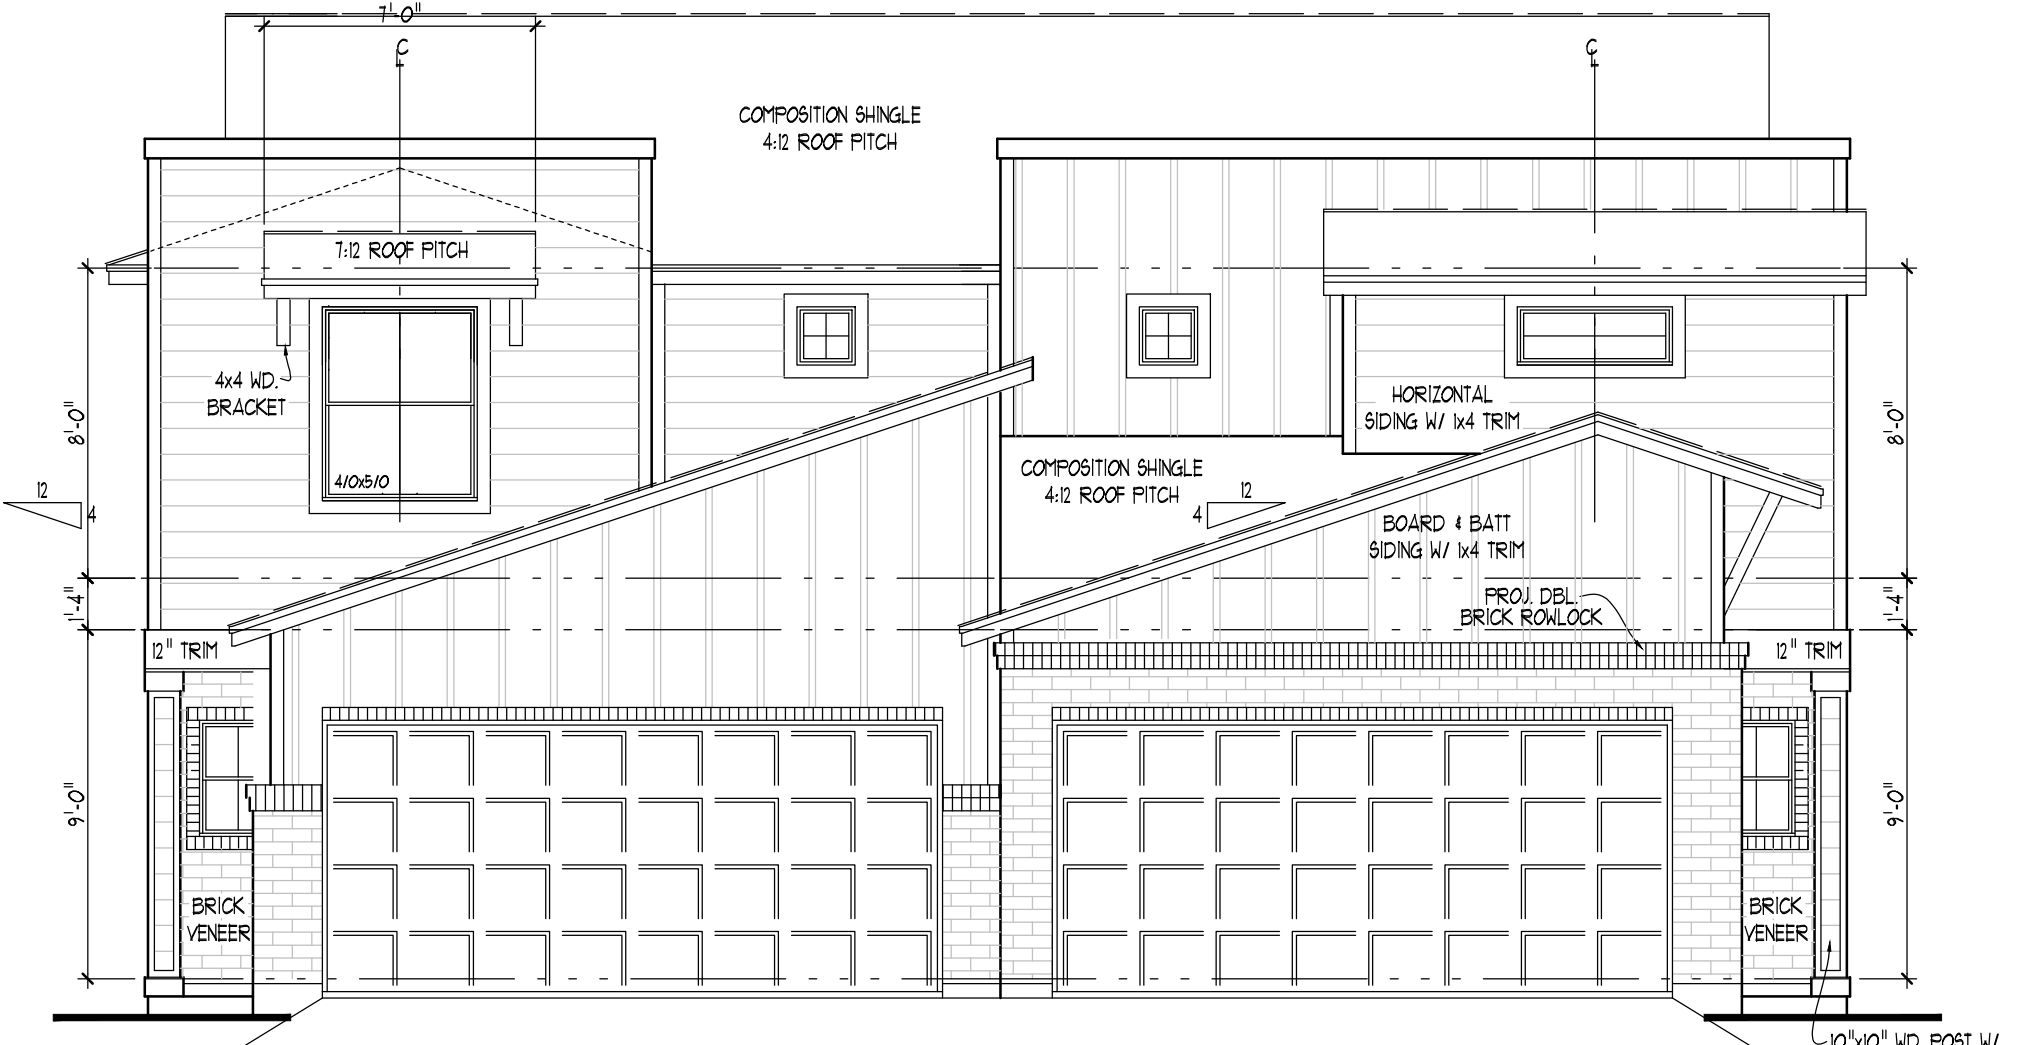 7'-0"
C
L
C
L
COMPOSITION SHINGLE
4:12 ROOF PITCH
7:12 ROOF PITCH
4x4 WD.
BRACKET
4/0x5/0
HORIZONTAL
SIDING W/ 1x4 TRIM
8'-0"
8'-0"
COMPOSITION SHINGLE
4:12 ROOF PITCH
12
4
12
4
BOARD & BATT
SIDING W/ 1x4 TRIM
PROJ. DBL.
BRICK ROWLOCK
1'-4"
1'-4"
12" TRIM
12" TRIM
9'-0"
9'-0"
BRICK
VENEER
BRICK
VENEER
10"x10" WD. POST W/